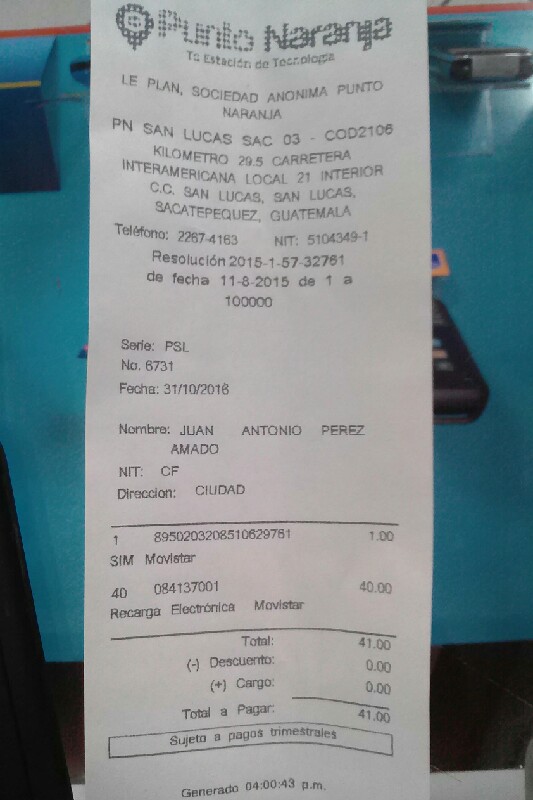 Punto Naranja
Tu Estación de Tecnología
LE PLAN, SOCIEDAD ANONIMA PUNTO
NARANJA
PN SAN LUCAS SAC 03 - COD2106
KILOMETRO 29.5 CARRETERA
INTERAMERICANA LOCAL 21 INTERIOR
C.C. SAN LUCAS, SAN LUCAS,
SACATEPEQUEZ, GUATEMALA
Teléfono: 2267-4163 NIT: 5104349-1
Resolución 2015-1-57-32761
de fecha 11-8-2015 de 1 a
100000
Serie: PSL
No. 6731
Fecha: 31/10/2016
Nombre: JUAN ANTONIO PEREZ
AMADO
NIT: CF
Direccion: CIUDAD
1 8950203208510629761 1.00
SIM Movistar
40 084137001 40.00
Recarga Electrónica Movistar
Total: 41.00
(-) Descuento: 0.00
(+) Cargo: 0.00
Total a Pagar: 41.00
Sujeto a pagos trimestrales
Generado 04:00:43 p.m.